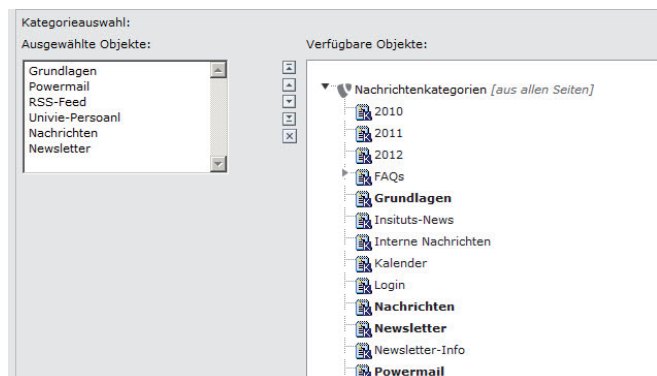 Kategorieauswahl:
Ausgewählte Objekte:
Grundlagen
Powermail
RSS-Feed
Univie-Persoanl
Nachrichten
Newsletter
Verfügbare Objekte:
Nachrichtenkategorien [aus allen Seiten]
2010
2011
2012
FAQs
Grundlagen
Insituts-News
Interne Nachrichten
Kalender
Login
Nachrichten
Newsletter
Newsletter-Info
Powermail